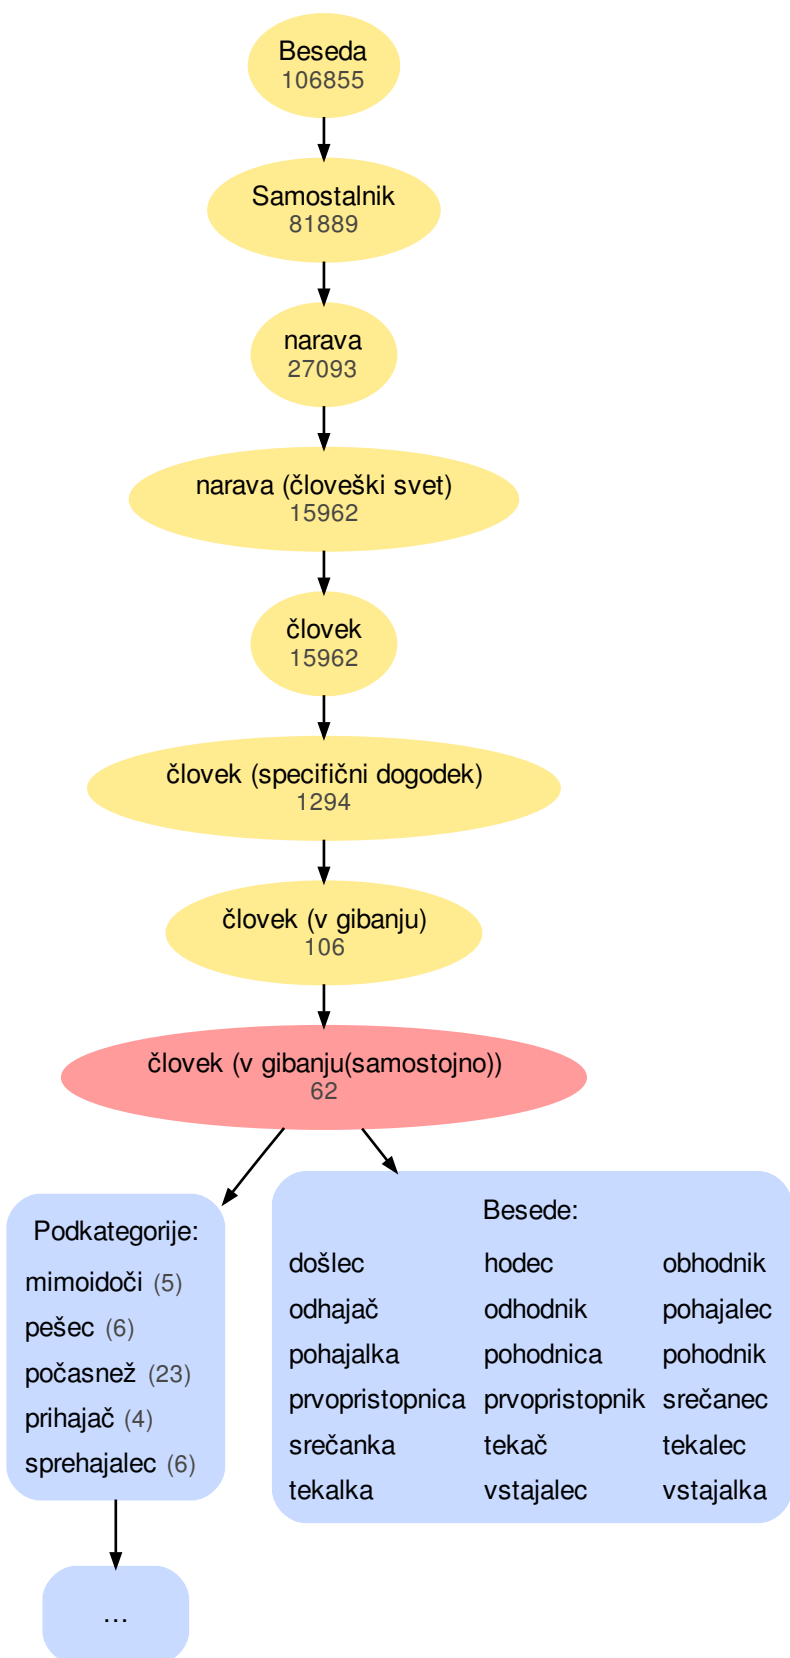 Beseda
106855
Samostalnik
81889
narava
27093
narava (človeški svet)
15962
človek
15962
človek (specifični dogodek)
1294
človek (v gibanju)
106
človek (v gibanju(samostojno))
62
Podkategorije:
mimoidoči (5)
pešec (6)
počasnež (23)
prihajač (4)
sprehajalec (6)
...
Besede:
došlec hodec obhodnik
odhajač odhodnik pohajalec
pohajalka pohodnica pohodnik
prvopristopnica prvopristopnik srečanec
srečanka tekač tekalec
tekalka vstajalec vstajalka